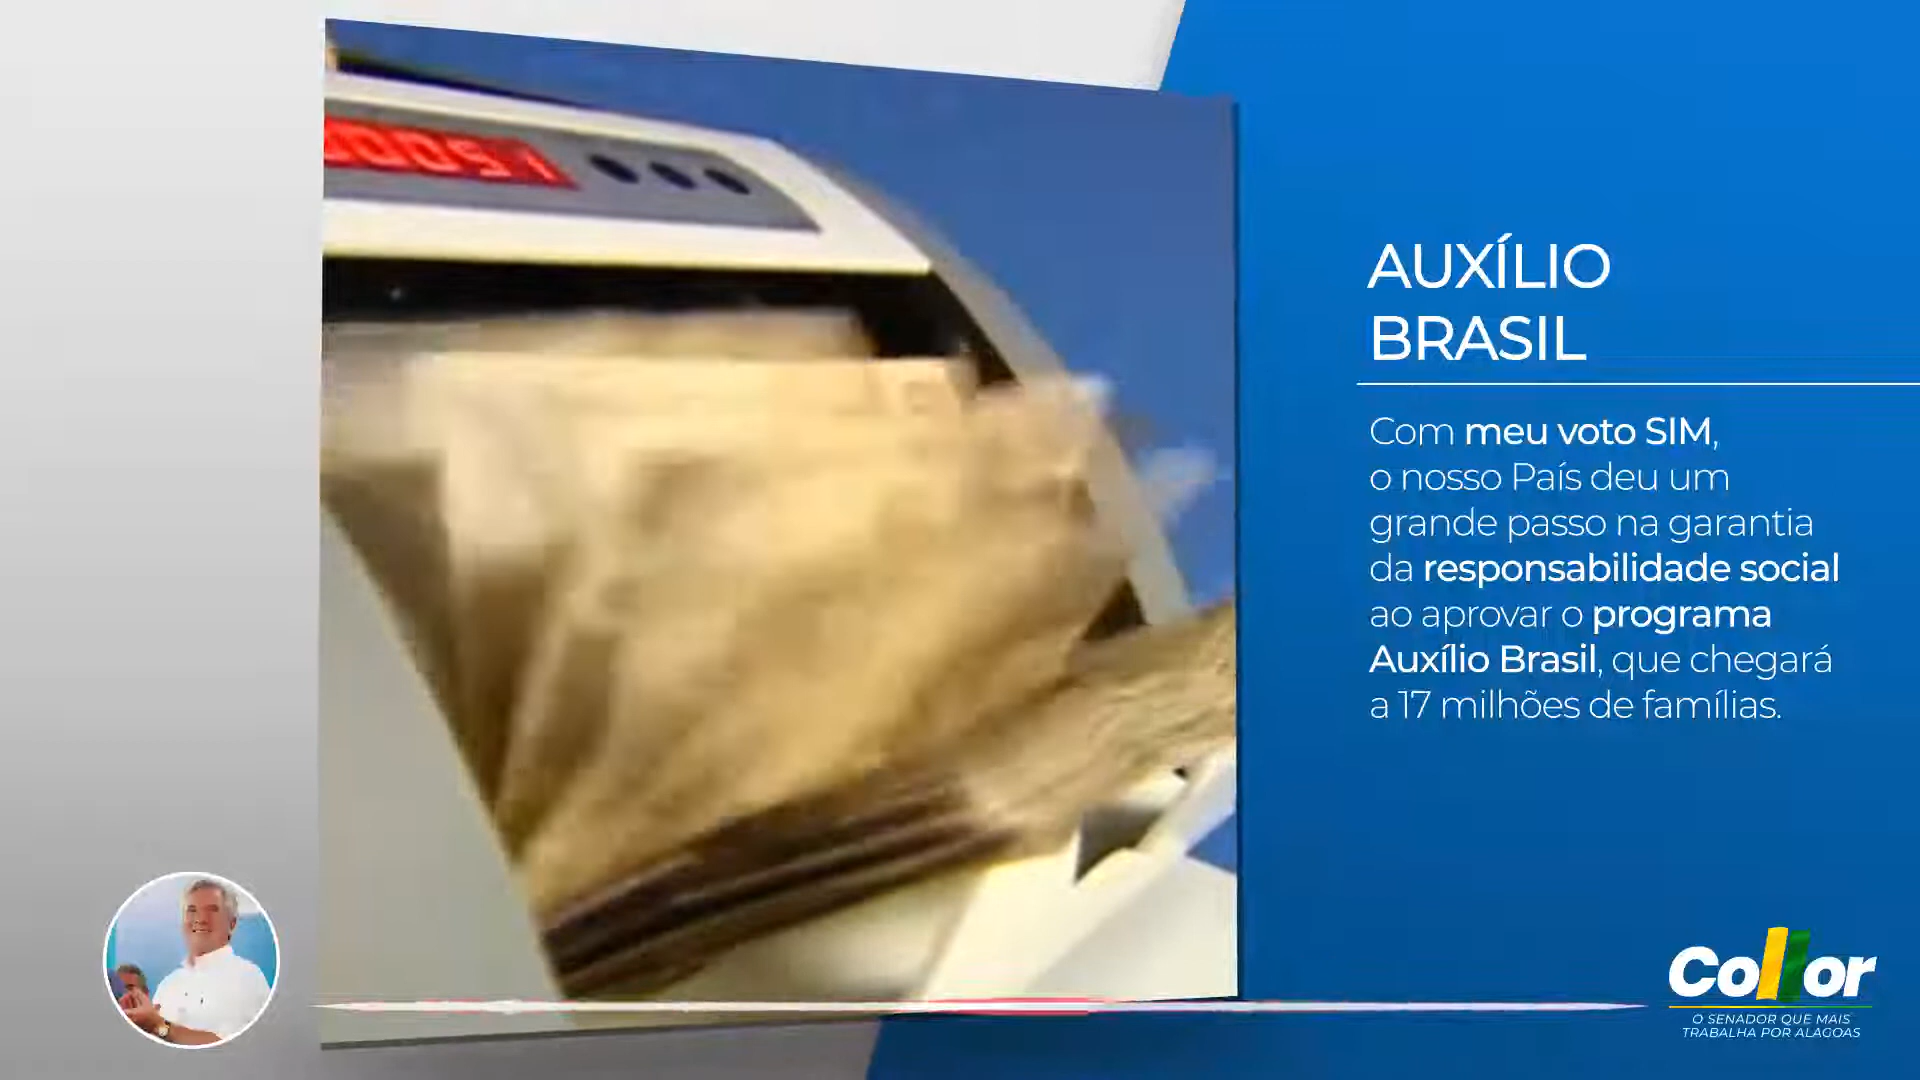 AUXÍLIO
BRASIL
Com meu voto SIM,
o nosso País deu um
grande passo na garantia
da responsabilidade social
ao aprovar o programa
Auxílio Brasil, que chegará
a 17 milhões de famílias.
Collor
O SENADOR QUE MAIS
TRABALHA POR ALAGOAS